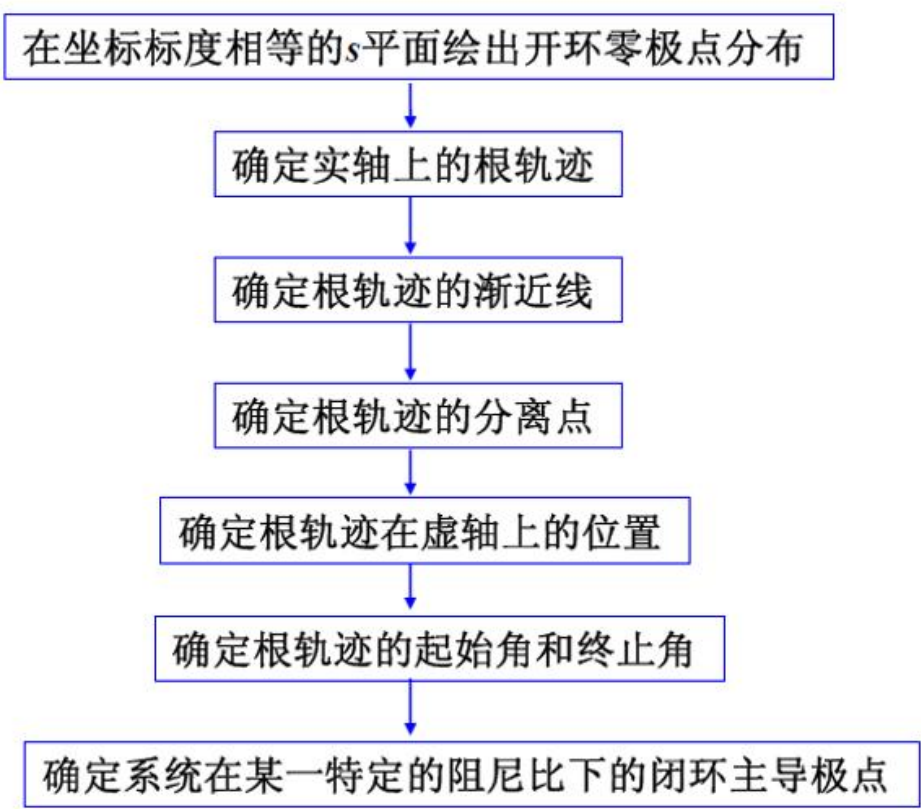 在坐标标度相等的s平面绘出开环零极点分布
确定实轴上的根轨迹
确定根轨迹的渐近线
确定根轨迹的分离点
确定根轨迹在虚轴上的位置
确定根轨迹的起始角和终止角
确定系统在某一特定的阻尼比下的闭环主导极点